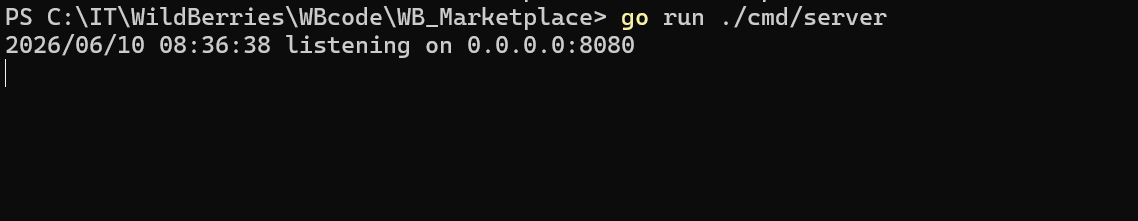 PS C:\IT\WildBerries\WBcode\WB_Marketplace> go run ./cmd/server
2026/06/10 08:36:38 listening on 0.0.0.0:8080